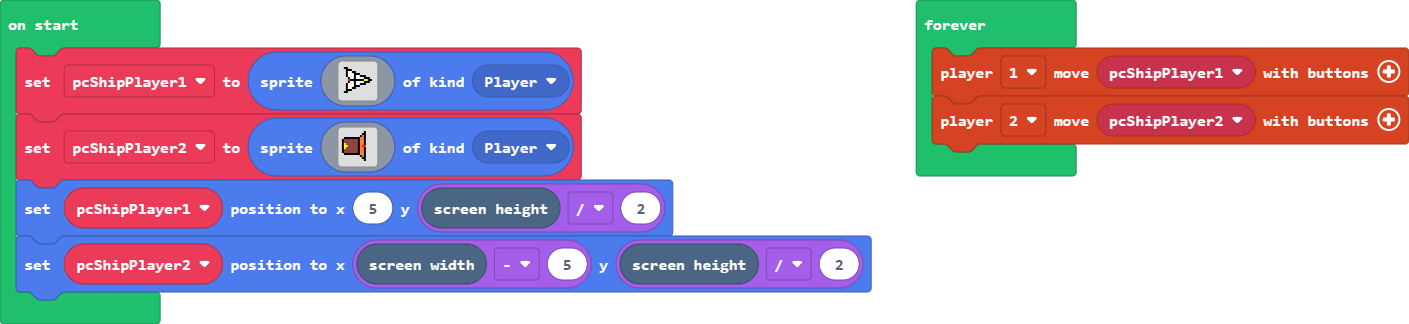 on start
set pcShipPlayer1 to sprite of kind Player
set pcShipPlayer2 to sprite of kind Player
set pcShipPlayer1 position to x 5 y screen height / 2
set pcShipPlayer2 position to x screen width - 5 y screen height / 2
forever
player 1 move pcShipPlayer1 with buttons
player 2 move pcShipPlayer2 with buttons